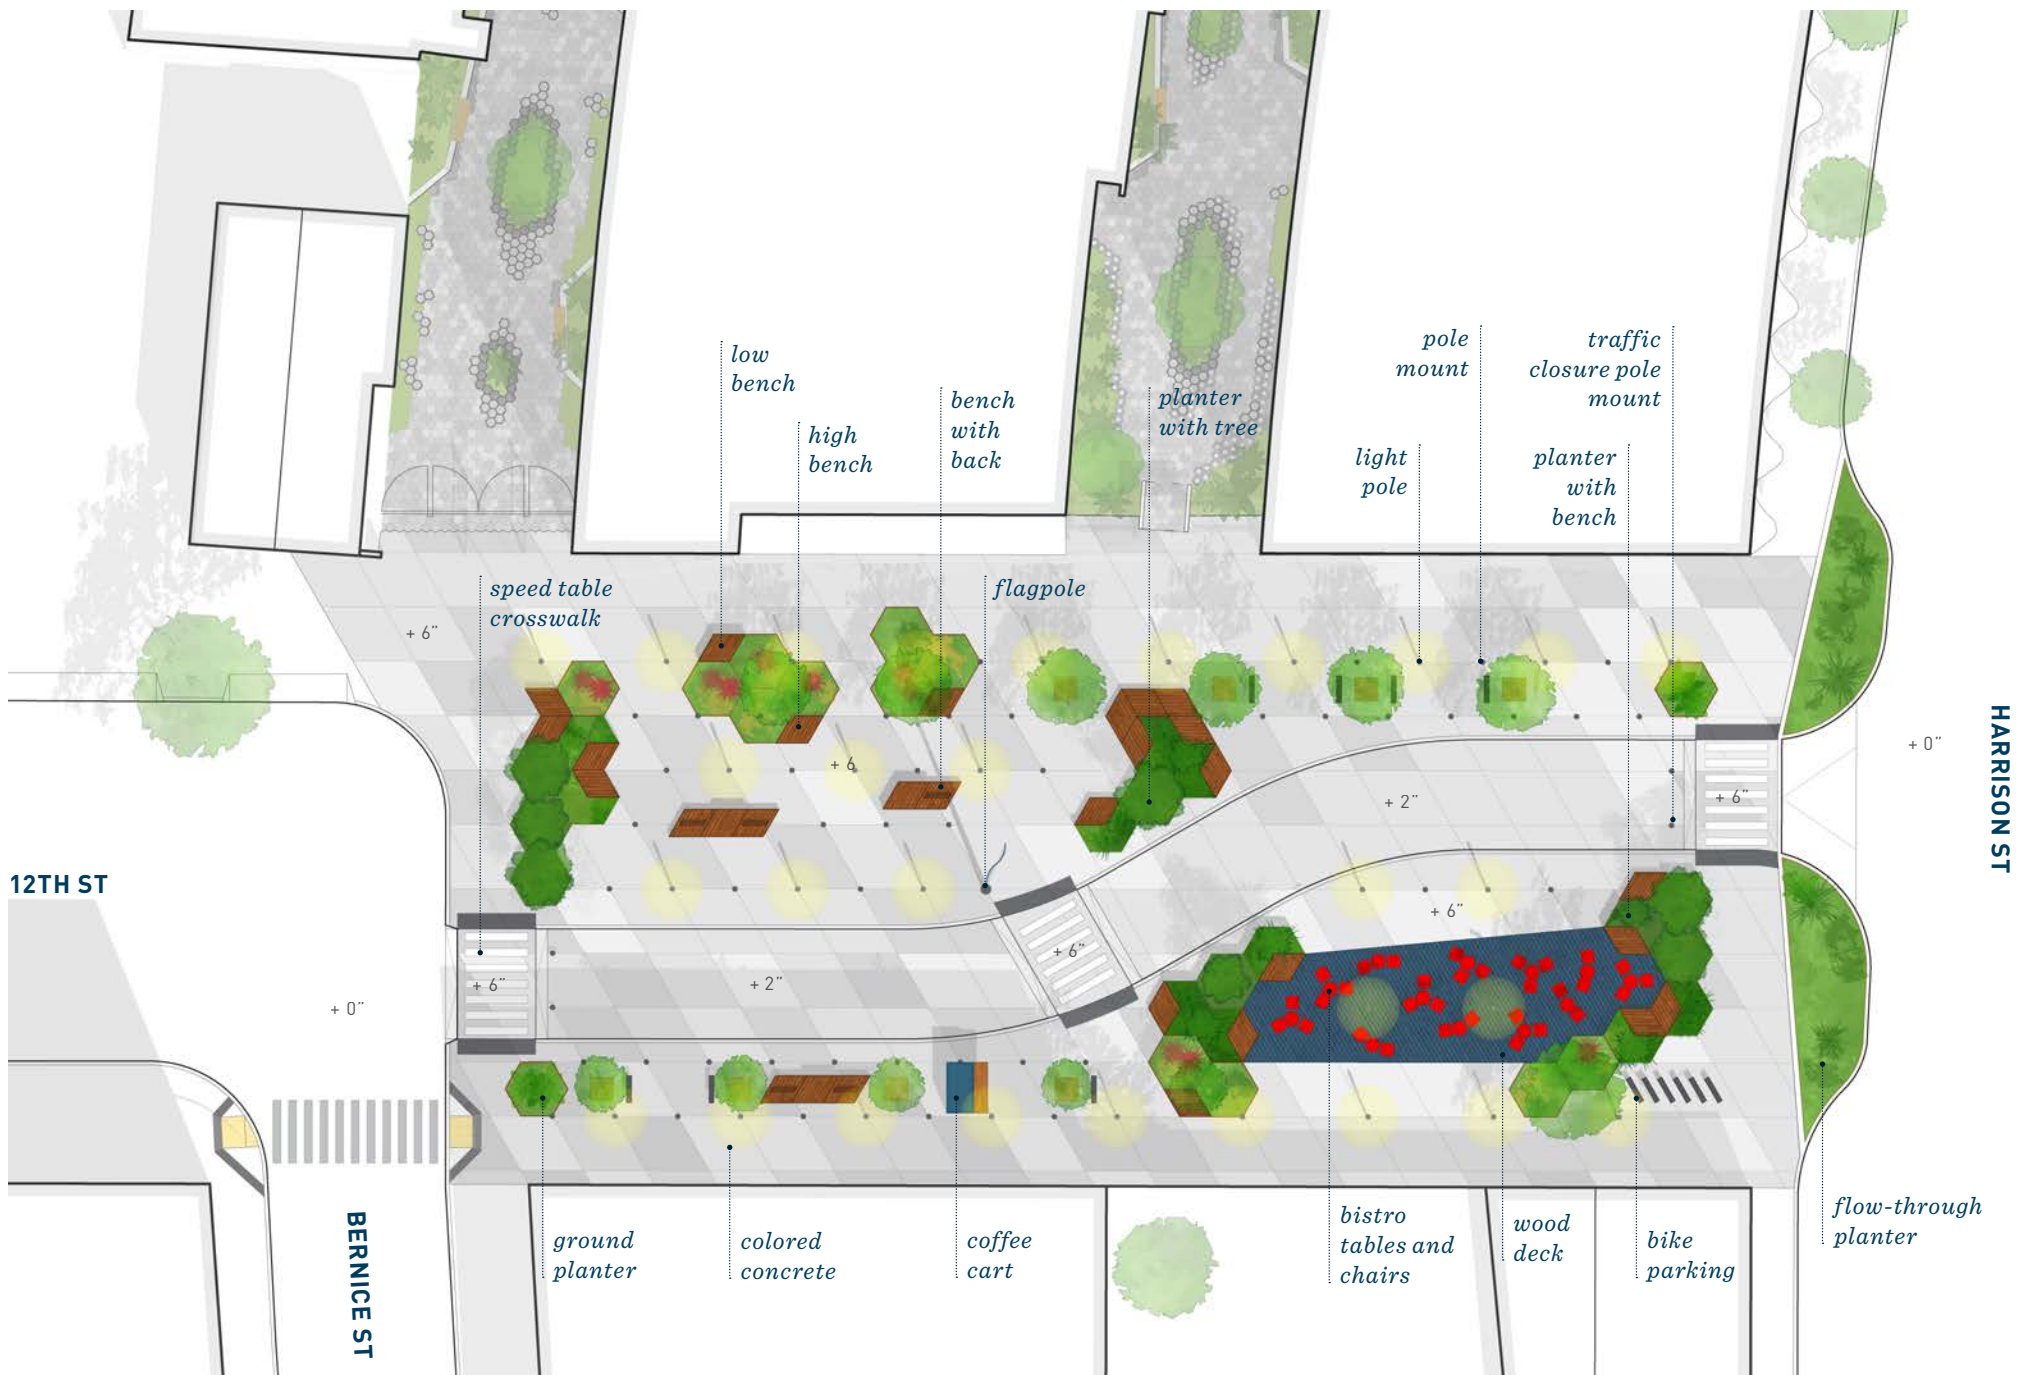 low
bench
high
bench
bench
with
back
planter
with tree
pole
mount
traffic
closure pole
mount
light
pole
planter
with
bench
speed table
crosswalk
flagpole
+ 6"
+ 6
+ 2"
+ 6"
+ 0"
HARRISON ST
12TH ST
+ 6"
+ 6"
+ 6"
+ 2"
+ 0"
BERNICE ST
ground
planter
colored
concrete
coffee
cart
bistro
tables and
chairs
wood
deck
bike
parking
flow-through
planter